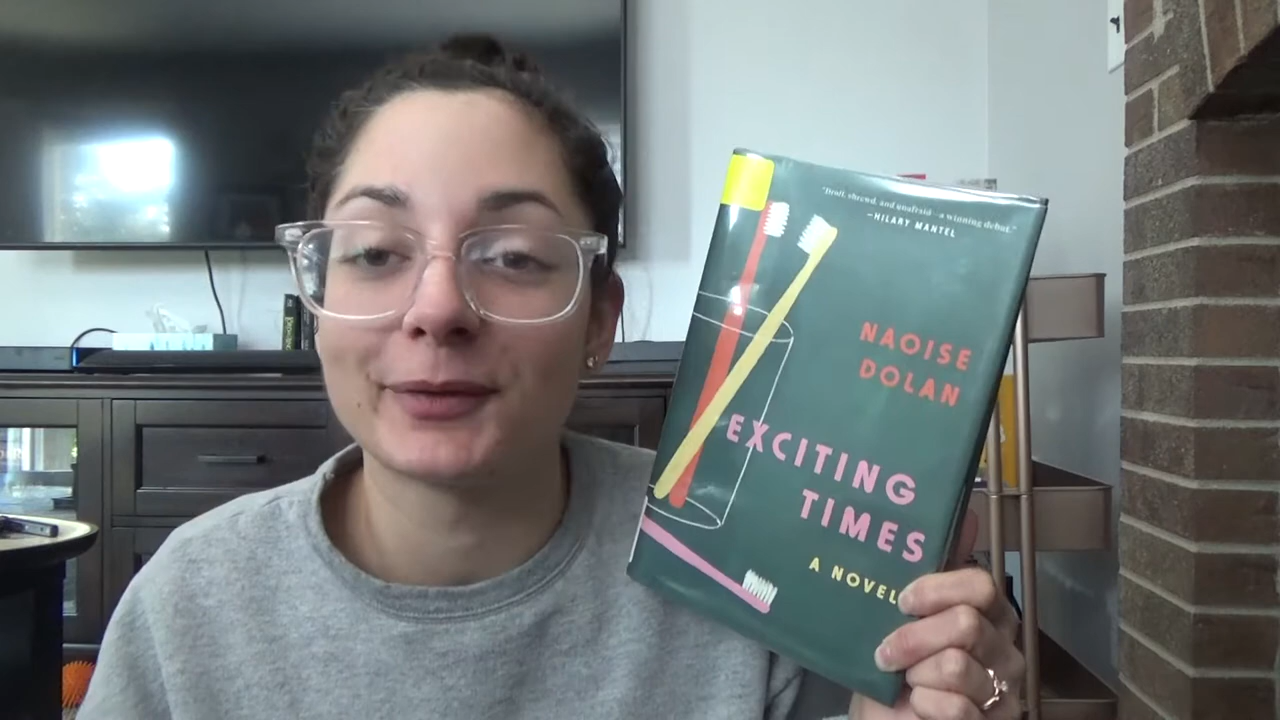 "Droll, shrewd, and unafraid—a winning debut."
—HILARY MANTEL
NAOISE
DOLAN
EXCITING
TIMES
A NOVEL